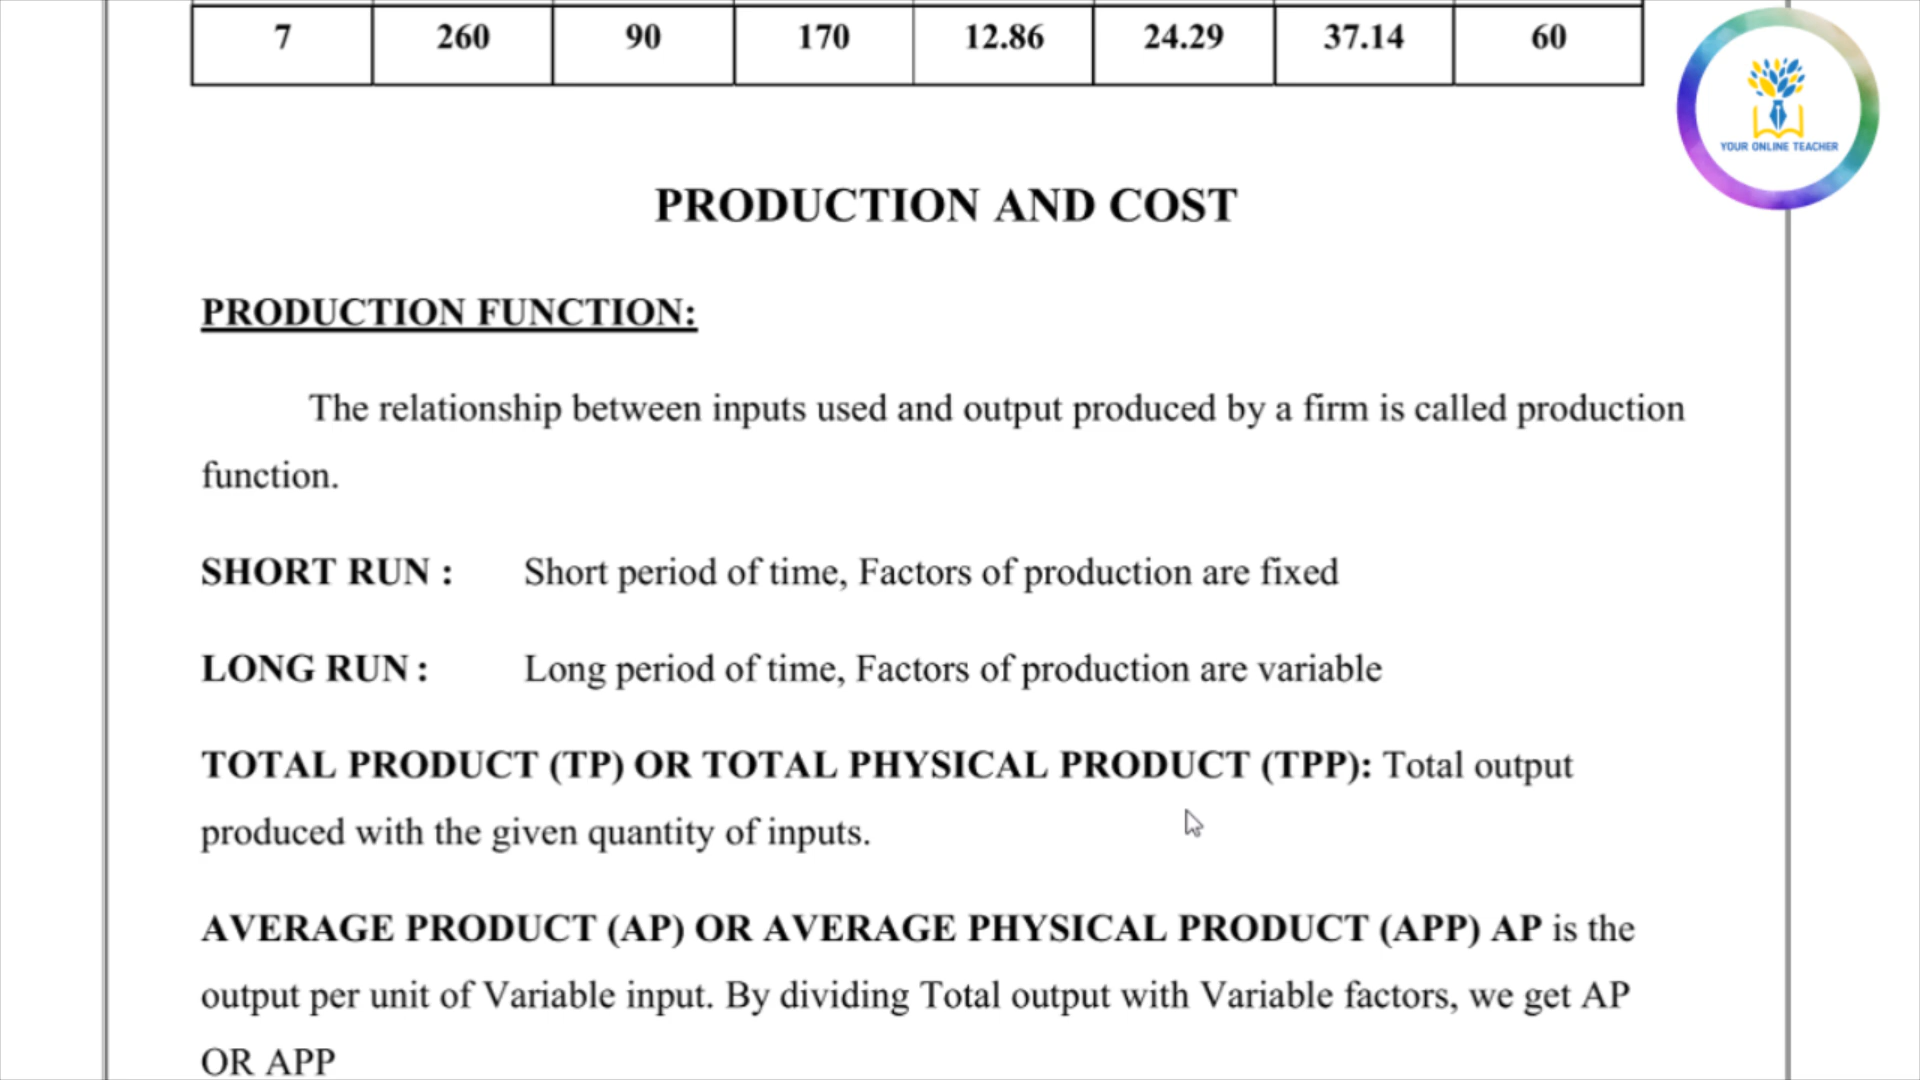 7 260 90 170 12.86 24.29 37.14 60
YOUR ONLINE TEACHER
PRODUCTION AND COST
PRODUCTION FUNCTION:
The relationship between inputs used and output produced by a firm is called production
function.
SHORT RUN : Short period of time, Factors of production are fixed
LONG RUN : Long period of time, Factors of production are variable
TOTAL PRODUCT (TP) OR TOTAL PHYSICAL PRODUCT (TPP): Total output
produced with the given quantity of inputs.
AVERAGE PRODUCT (AP) OR AVERAGE PHYSICAL PRODUCT (APP) AP is the
output per unit of Variable input. By dividing Total output with Variable factors, we get AP
OR APP